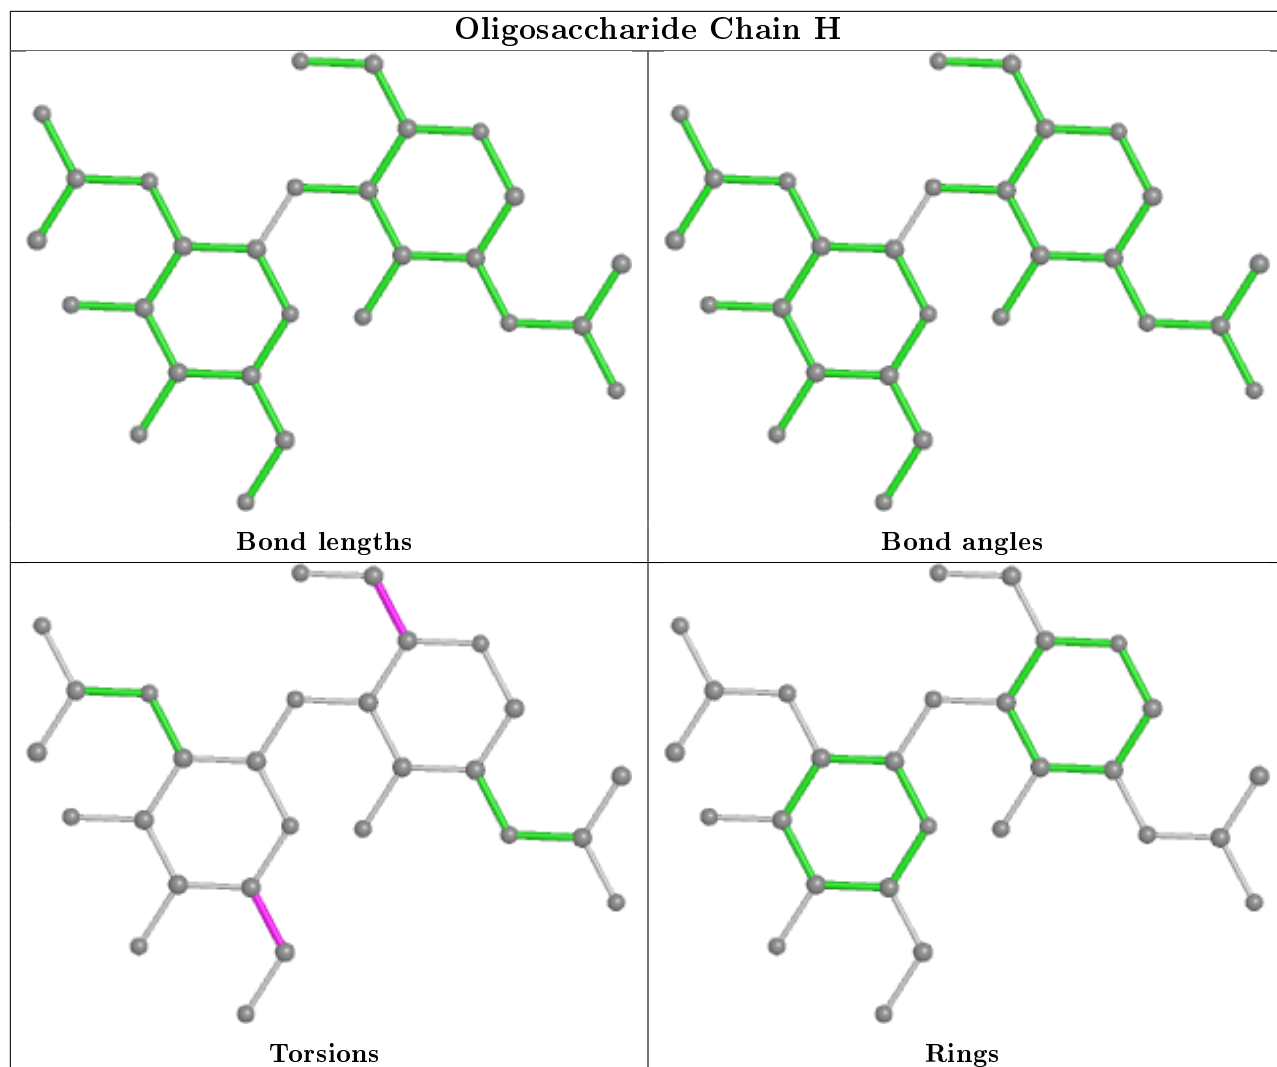 Oligosaccharide Chain H
Bond lengths
Bond angles
Torsions
Rings